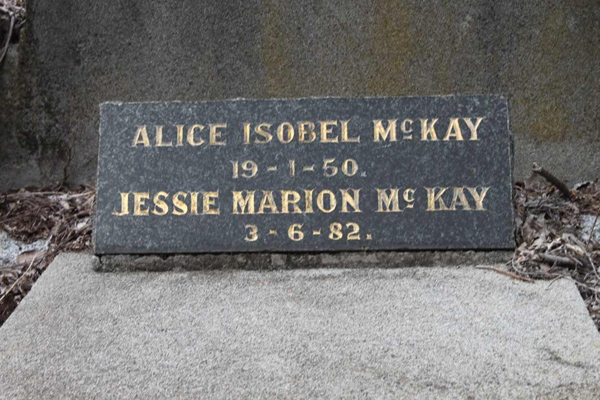 ALICE ISOBEL McKAY
19-1-50.
JESSIE MARION McKAY
3-6-82.